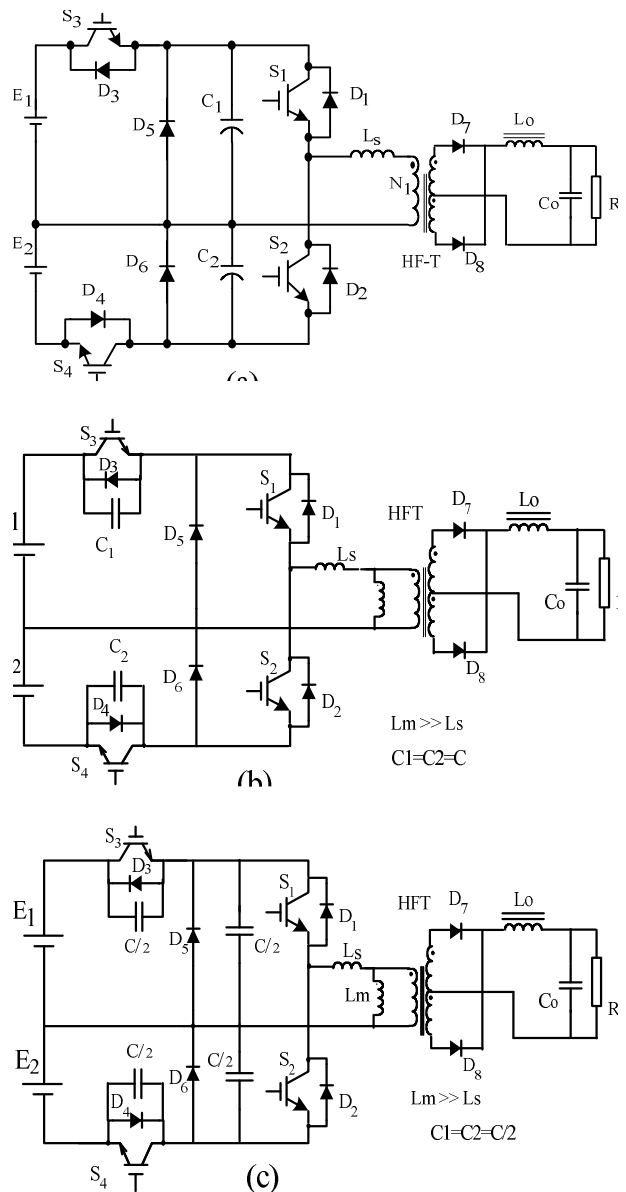 S3
D3
E1
D5
C1
S1
D1
Ls
N1
D7
Lo
Co
R
HF-T
D8
E2
D6
C2
S2
D2
D4
S4
(a)
S3
D3
C1
1
D5
S1
D1
Ls
HFT
D7
Lo
Co
2
C2
D4
D6
S2
D2
D8
S4
Lm >> Ls
C1=C2=C
(b)
S3
D3
C/2
E1
D5
C/2
S1
D1
Ls
Lm
HFT
D7
Lo
Co
R
E2
C/2
D4
D6
C/2
S2
D2
D8
S4
Lm >> Ls
C1=C2=C/2
(c)